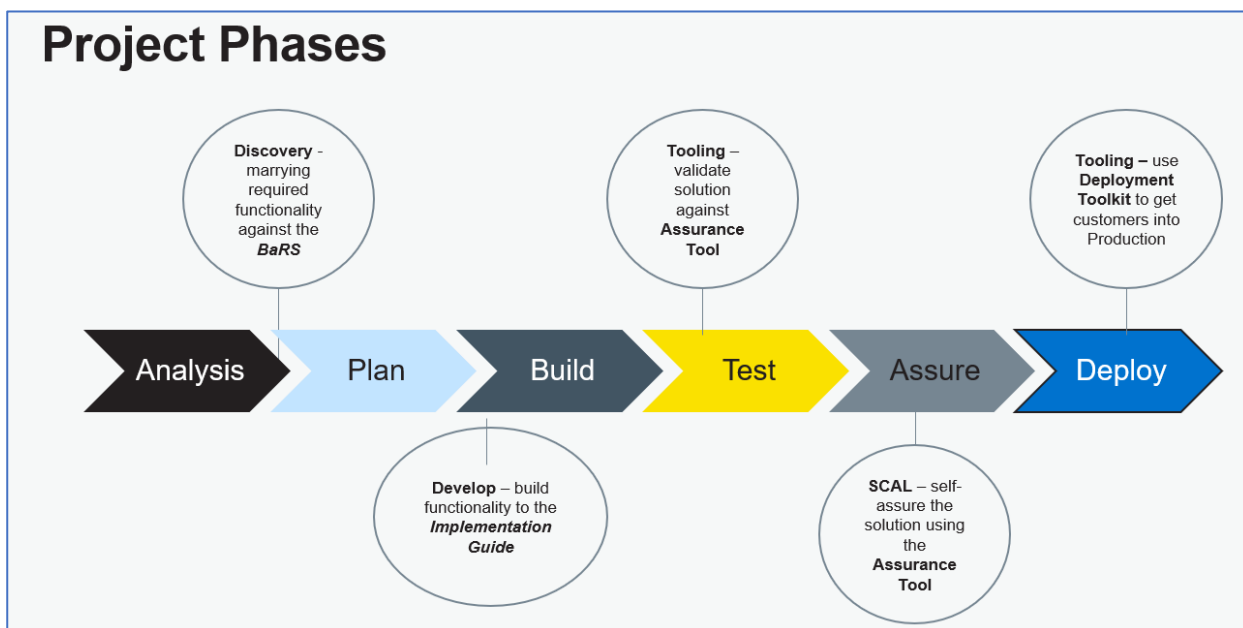 Project Phases
Discovery -
marrying
required
functionality
against the
BaRS
Tooling –
validate
solution
against
Assurance
Tool
Tooling – use
Deployment
Toolkit to get
customers into
Production
Analysis
Plan
Build
Test
Assure
Deploy
Develop – build
functionality to the
Implementation
Guide
SCAL – self-
assure the
solution using
the
Assurance
Tool